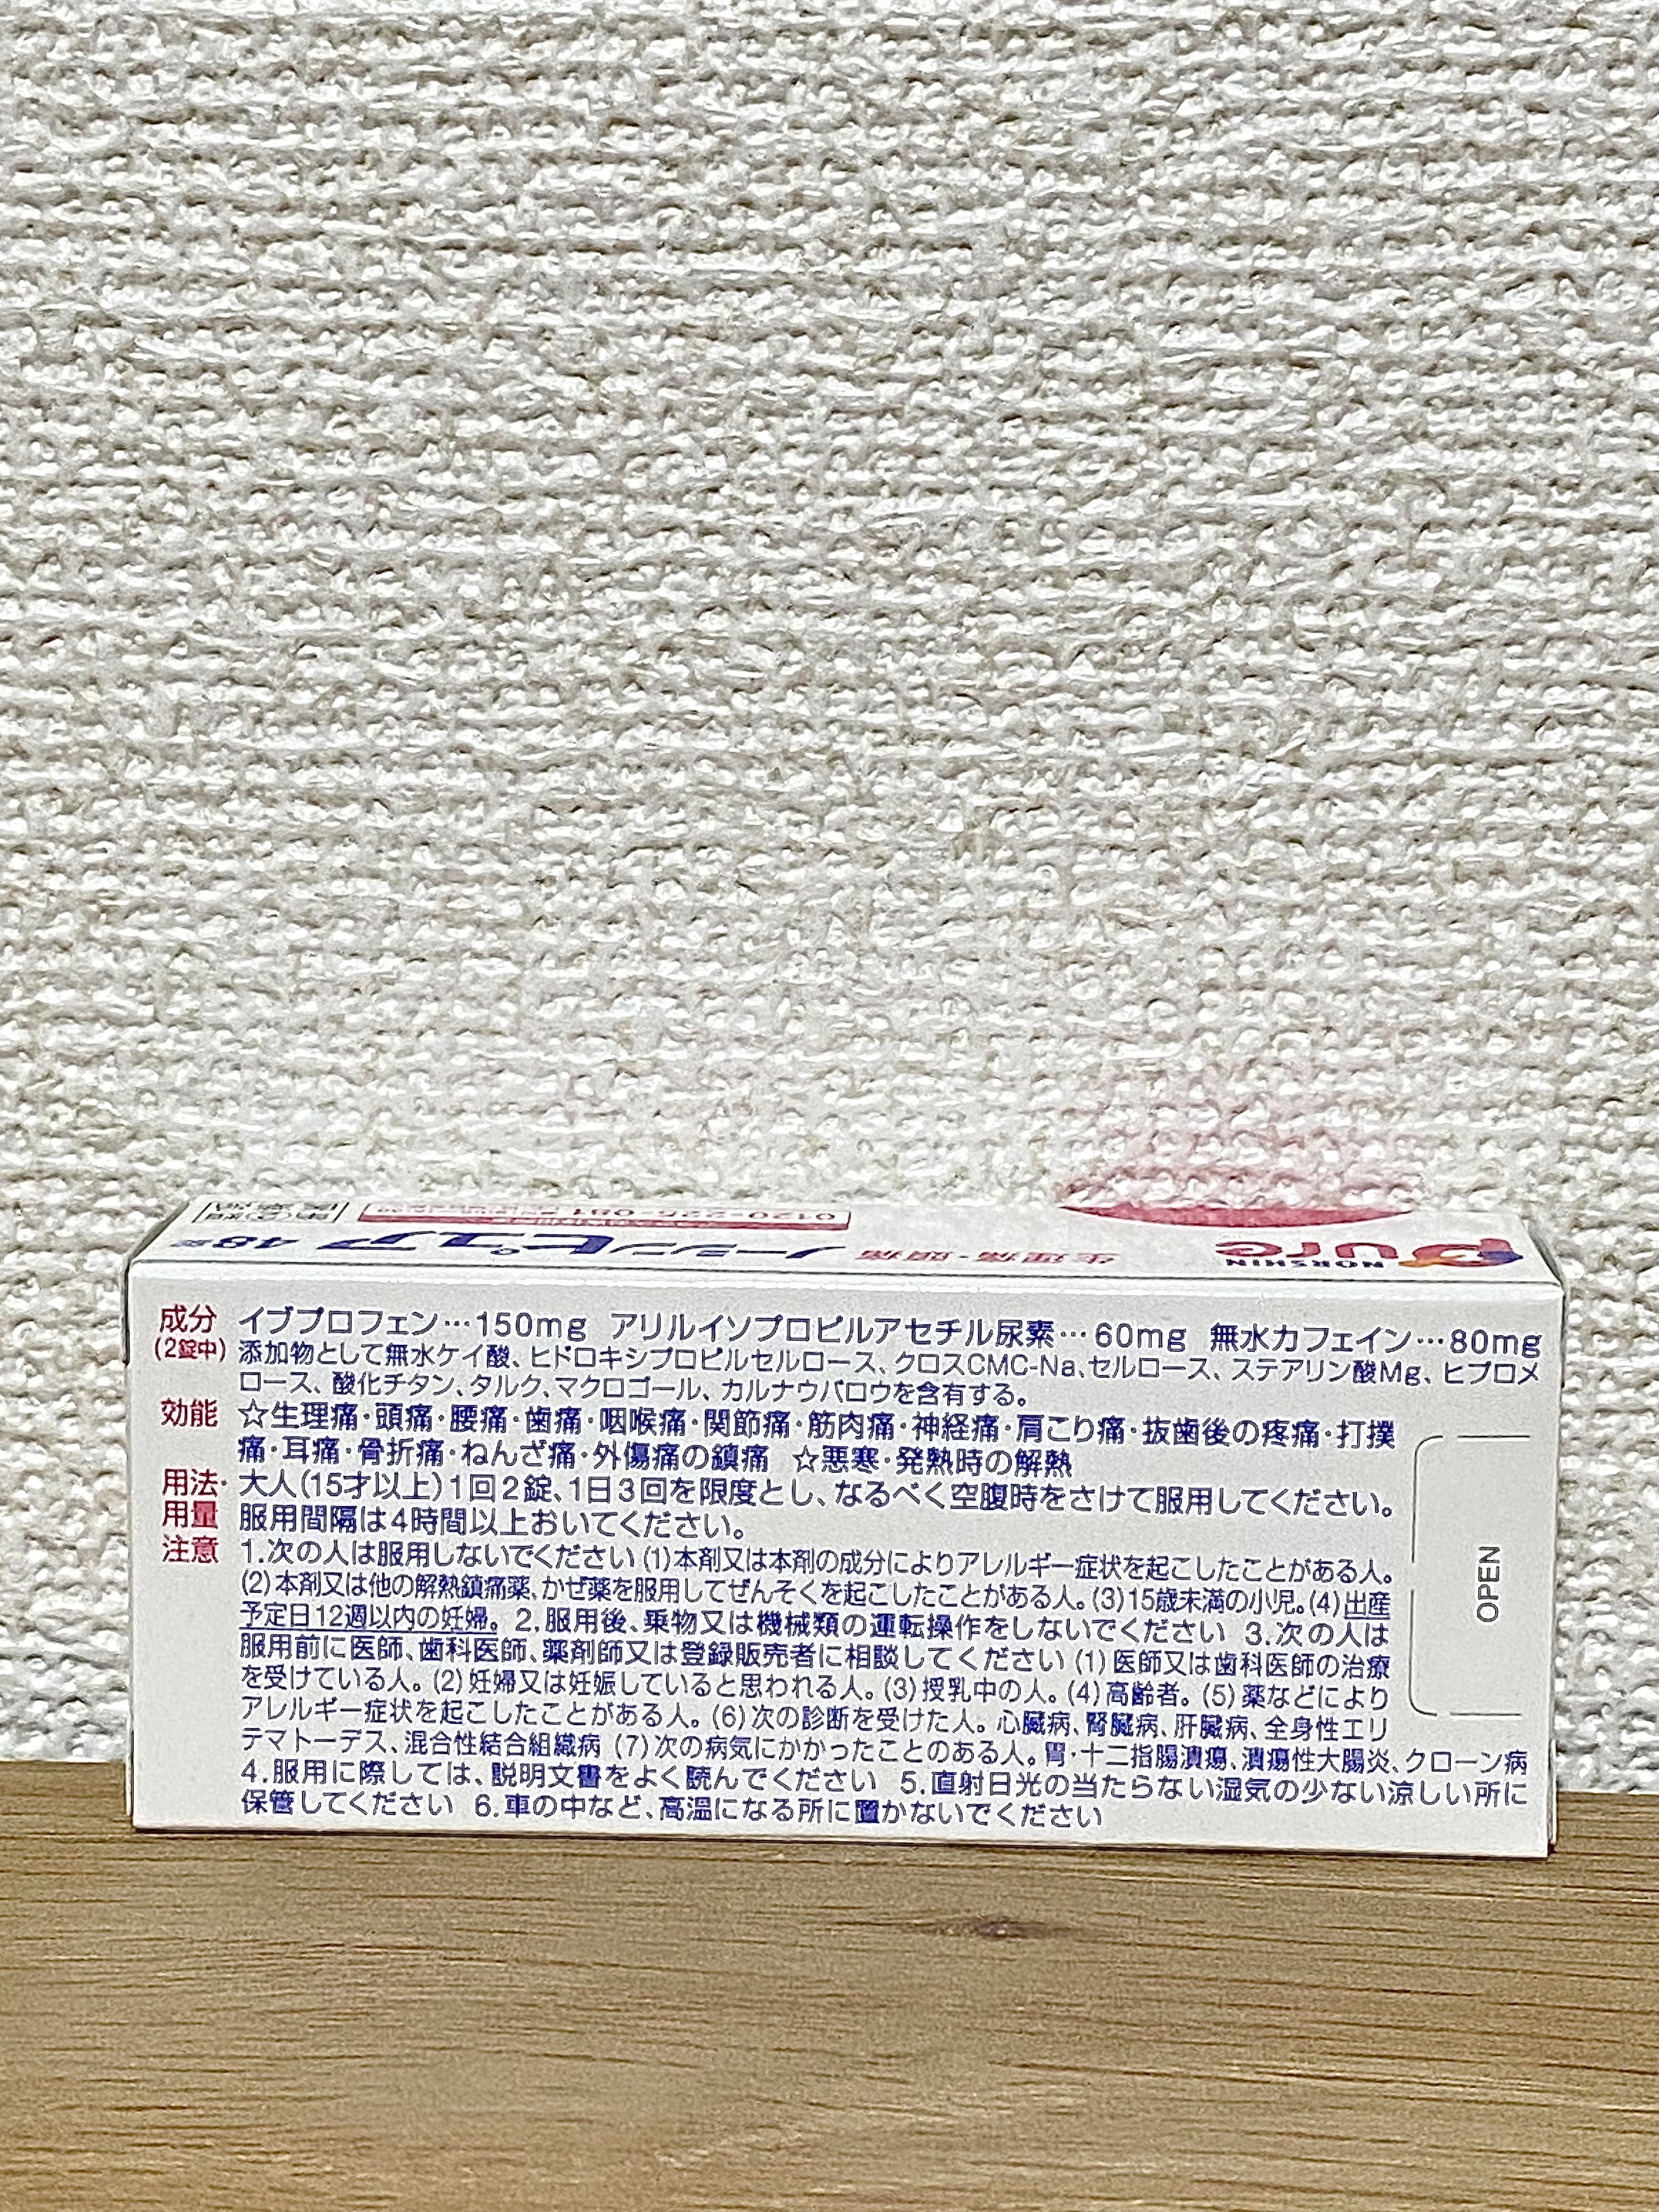 pure
NORSHIN
生理痛・頭痛
ノーシンピュア 48錠
成分 イブプロフェン…150mg アリルイソプロピルアセチル尿素…60mg 無水カフェイン…80mg
(2錠中) 添加物として無水ケイ酸、ヒドロキシプロピルセルロース、クロスCMC-Na、セルロース、ステアリン酸Mg、ヒプロメ
ロース、酸化チタン、タルク、マクロゴール、カルナウバロウを含有する。
効能 ☆生理痛・頭痛・腰痛・歯痛・咽喉痛・関節痛・筋肉痛・神経痛・肩こり痛・抜歯後の疼痛・打撲
痛・耳痛・骨折痛・ねんざ痛・外傷痛の鎮痛 ☆悪寒・発熱時の解熱
用法・ 大人(15才以上)1回2錠、1日3回を限度とし、なるべく空腹時をさけて服用してください。
用量 服用間隔は4時間以上おいてください。
注意 1.次の人は服用しないでください (1)本剤又は本剤の成分によりアレルギー症状を起こしたことがある人。
(2)本剤又は他の解熱鎮痛薬、かぜ薬を服用してぜんそくを起こしたことがある人。(3)15歳未満の小児。(4)出産
予定日12週以内の妊婦。 2.服用後、乗物又は機械類の運転操作をしないでください 3.次の人は
服用前に医師、歯科医師、薬剤師又は登録販売者に相談してください (1)医師又は歯科医師の治療
を受けている人。(2)妊婦又は妊娠していると思われる人。(3)授乳中の人。(4)高齢者。(5)薬などにより
アレルギー症状を起こしたことがある人。(6)次の診断を受けた人。心臓病、腎臓病、肝臓病、全身性エリ
テマトーデス、混合性結合組織病 (7)次の病気にかかったことのある人。胃・十二指腸潰瘍、潰瘍性大腸炎、クローン病
4.服用に際しては、説明文書をよく読んでください 5.直射日光の当たらない湿気の少ない涼しい所に
保管してください 6.車の中など、高温になる所に置かないでください
OPEN